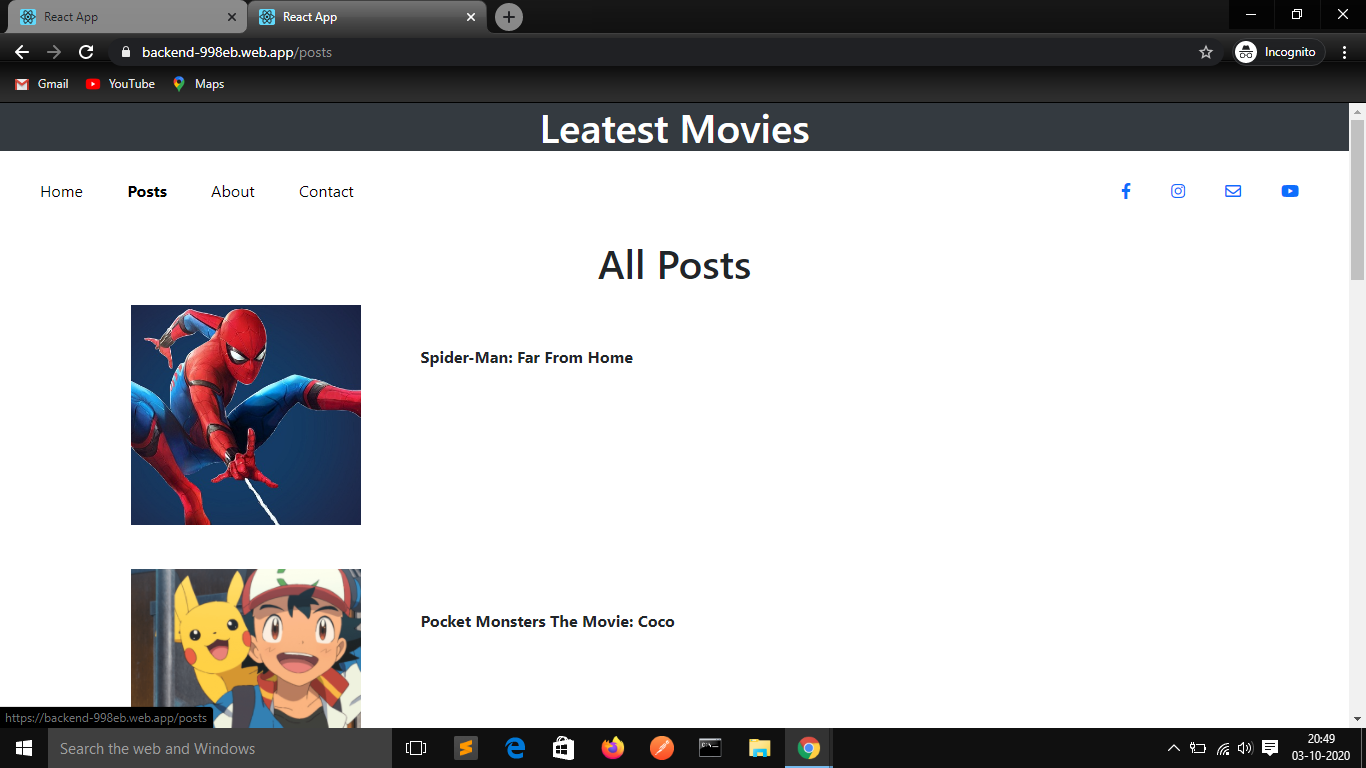 React App
React App
backend-998eb.web.app/posts
Incognito
Gmail
YouTube
Maps
Leatest Movies
Home
Posts
About
Contact
All Posts
Spider-Man: Far From Home
Pocket Monsters The Movie: Coco
https://backend-998eb.web.app/posts
Search the web and Windows
20:49
03-10-2020